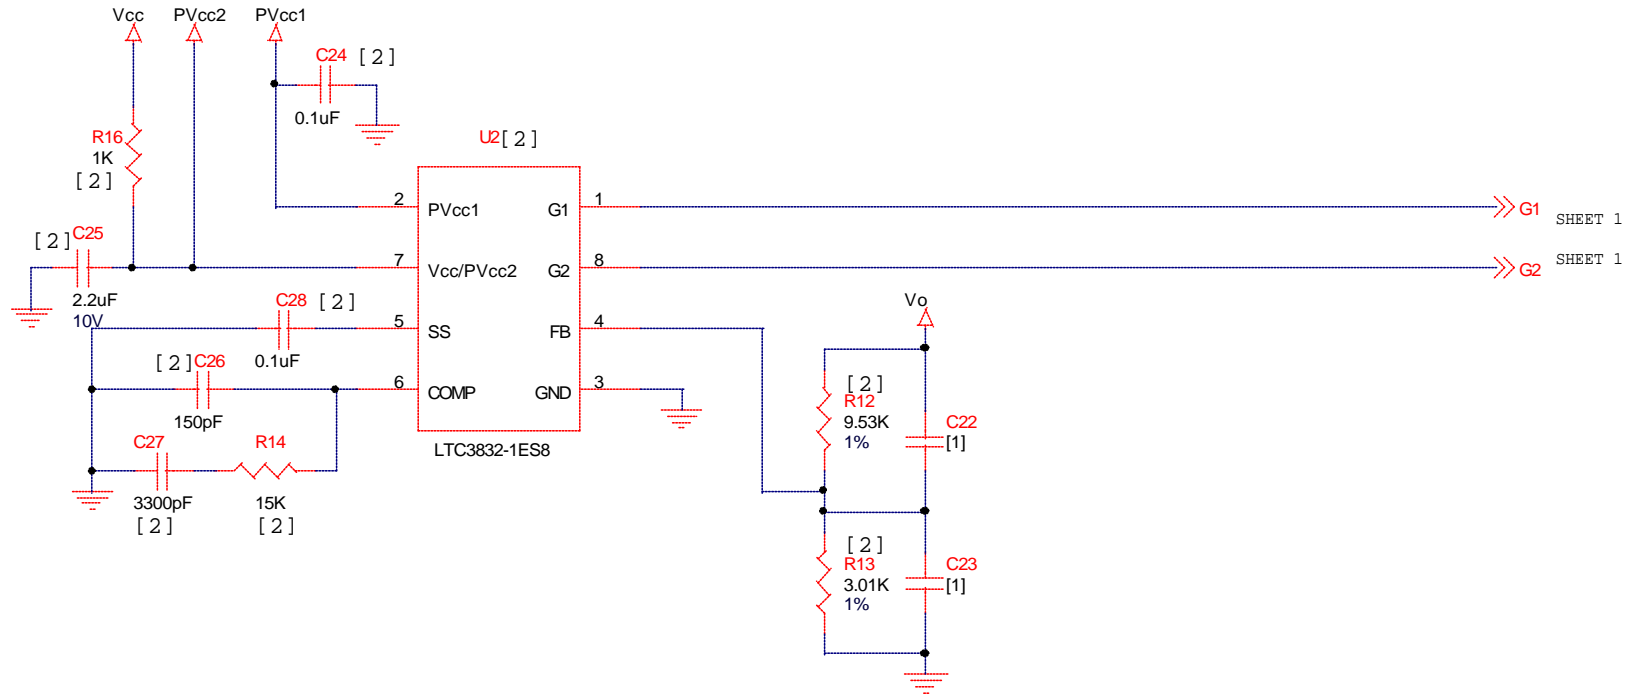 Vcc PVcc2 PVcc1
C24 [2]
0.1uF
R16
1K
[2]
U2[2]
2 PVcc1 G1 1
G1 SHEET 1
[2] C25
2.2uF
10V
7 Vcc/PVcc2 G2 8
G2 SHEET 1
C28 [2]
0.1uF
5 SS FB 4
Vo
[2] C26
150pF
6 COMP GND 3
LTC3832-1ES8
C27
3300pF
[2]
R14
15K
[2]
[2]
R12
9.53K
1%
C22
[1]
[2]
R13
3.01K
1%
C23
[1]